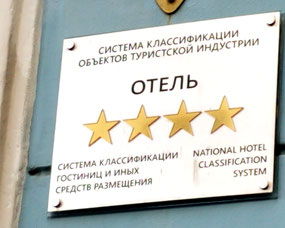 СИСТЕМА КЛАССИФИКАЦИИ
ОБЪЕКТОВ ТУРИСТСКОЙ ИНДУСТРИИ
ОТЕЛЬ
СИСТЕМА КЛАССИФИКАЦИИ
ГОСТИНИЦ И ИНЫХ
СРЕДСТВ РАЗМЕЩЕНИЯ
NATIONAL HOTEL
CLASSIFICATION
SYSTEM